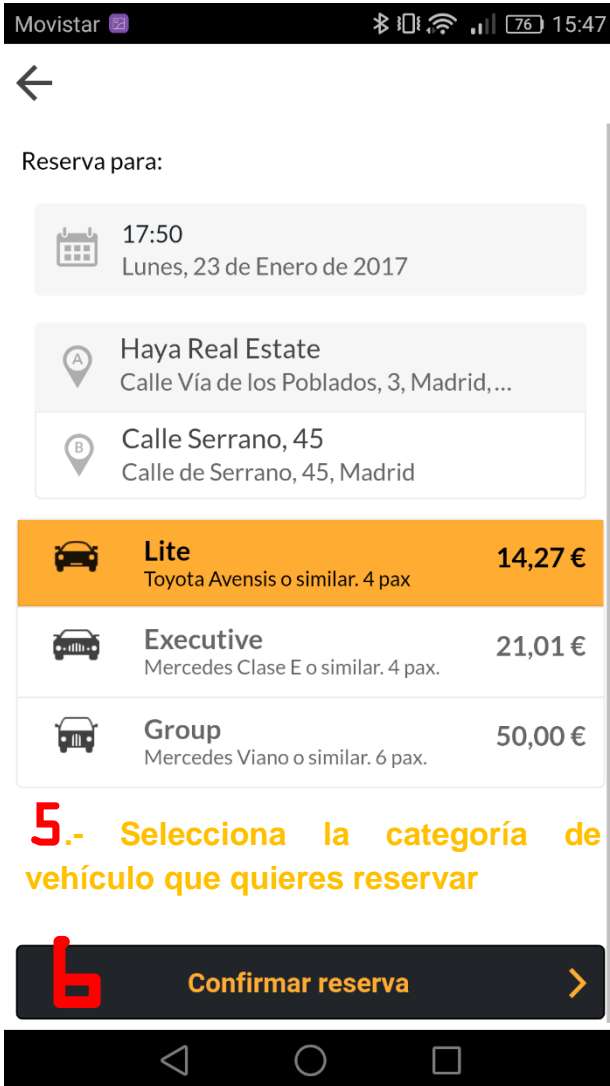 Movistar 76 15:47
Reserva para:
17:50
Lunes, 23 de Enero de 2017
A
Haya Real Estate
Calle Vía de los Poblados, 3, Madrid,...
B
Calle Serrano, 45
Calle de Serrano, 45, Madrid
Lite 14,27 €
Toyota Avensis o similar. 4 pax
Executive 21,01 €
Mercedes Clase E o similar. 4 pax.
Group 50,00 €
Mercedes Viano o similar. 6 pax.
5.- Selecciona la categoría de
vehículo que quieres reservar
6 Confirmar reserva